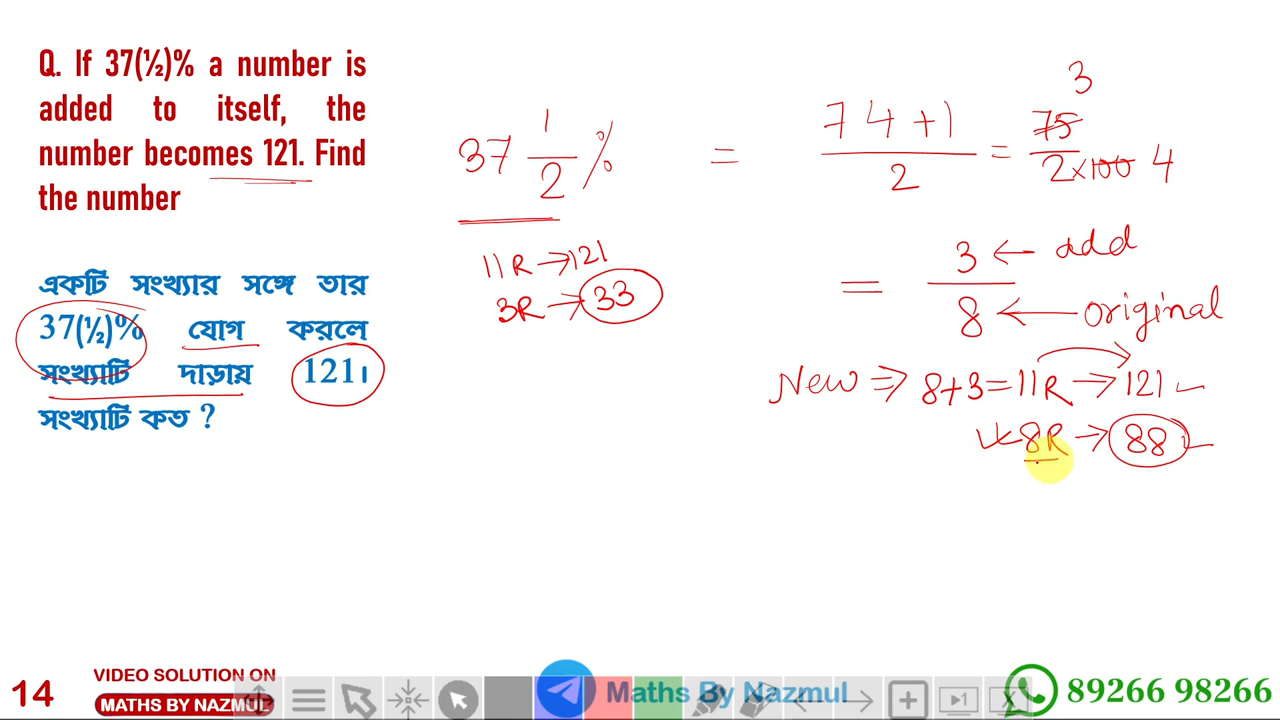 Q. If 37(½)% a number is
added to itself, the
number becomes 121. Find
the number
একটি সংখ্যার সঙ্গে তার
37(½)% যোগ করলে
সংখ্যাটি দাড়ায় 121।
সংখ্যাটি কত ?
37 1/2 % = 74+1/2 = 75/2×100 3 4
11R → 121
3R → 33
= 3/8
3 ← add
8 ← original
New ⇒ 8+3=11R → 121
8R → 88
14
VIDEO SOLUTION ON
MATHS BY NAZMUL
Maths By Nazmul
89266 98266